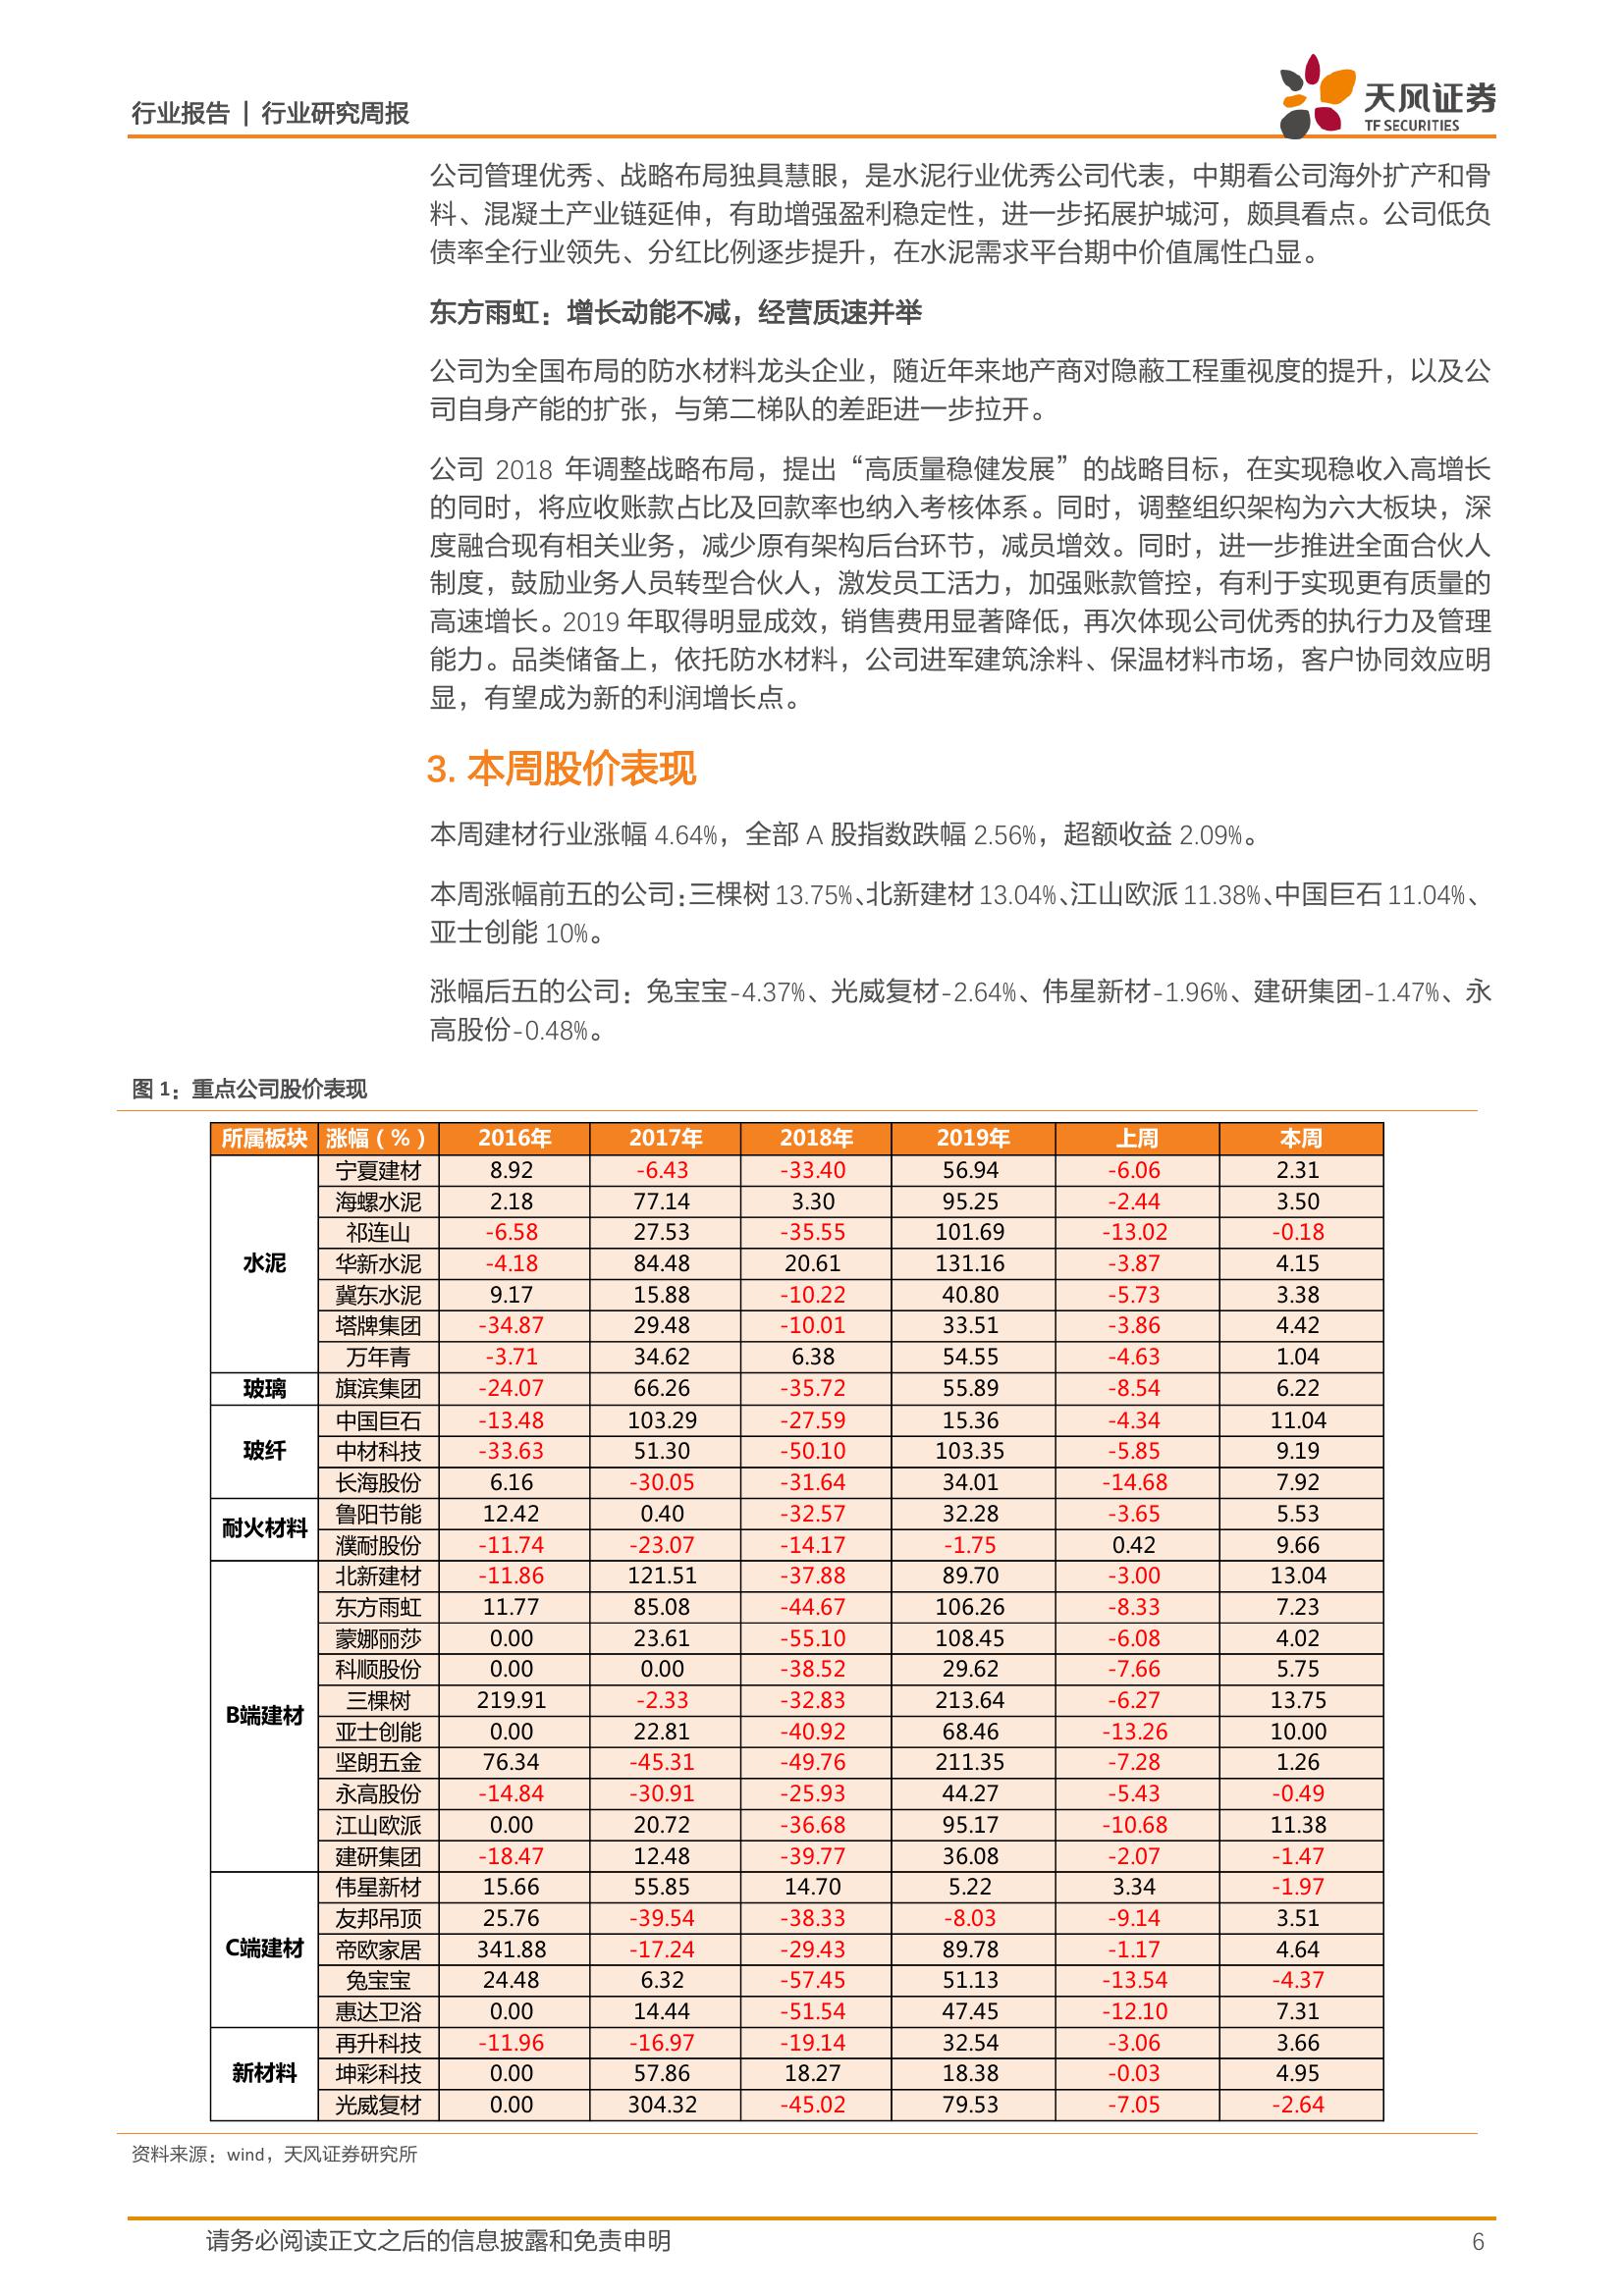 行业报告 | 行业研究周报
天风证券
TF SECURITIES
公司管理优秀、战略布局独具慧眼，是水泥行业优秀公司代表，中期看公司海外扩产和骨
料、混凝土产业链延伸，有助增强盈利稳定性，进一步拓展护城河，颇具看点。公司低负
债率全行业领先、分红比例逐步提升，在水泥需求平台期中价值属性凸显。
东方雨虹：增长动能不减，经营质速并举
公司为全国布局的防水材料龙头企业，随近年来地产商对隐蔽工程重视度的提升，以及公
司自身产能的扩张，与第二梯队的差距进一步拉开。
公司 2018 年调整战略布局，提出“高质量稳健发展”的战略目标，在实现稳收入高增长
的同时，将应收账款占比及回款率也纳入考核体系。同时，调整组织架构为六大板块，深
度融合现有相关业务，减少原有架构后台环节，减员增效。同时，进一步推进全面合伙人
制度，鼓励业务人员转型合伙人，激发员工活力，加强账款管控，有利于实现更有质量的
高速增长。2019 年取得明显成效，销售费用显著降低，再次体现公司优秀的执行力及管理
能力。品类储备上，依托防水材料，公司进军建筑涂料、保温材料市场，客户协同效应明
显，有望成为新的利润增长点。
3. 本周股价表现
本周建材行业涨幅 4.64%，全部 A 股指数跌幅 2.56%，超额收益 2.09%。
本周涨幅前五的公司：三棵树 13.75%、北新建材 13.04%、江山欧派 11.38%、中国巨石 11.04%、
亚士创能 10%。
涨幅后五的公司：兔宝宝-4.37%、光威复材-2.64%、伟星新材-1.96%、建研集团-1.47%、永
高股份-0.48%。
图 1：重点公司股价表现
所属板块 涨幅（%） 2016年 2017年 2018年 2019年 上周 本周
水泥 宁夏建材 8.92 -6.43 -33.40 56.94 -6.06 2.31
海螺水泥 2.18 77.14 3.30 95.25 -2.44 3.50
祁连山 -6.58 27.53 -35.55 101.69 -13.02 -0.18
华新水泥 -4.18 84.48 20.61 131.16 -3.87 4.15
冀东水泥 9.17 15.88 -10.22 40.80 -5.73 3.38
塔牌集团 -34.87 29.48 -10.01 33.51 -3.86 4.42
万年青 -3.71 34.62 6.38 54.55 -4.63 1.04
玻璃 旗滨集团 -24.07 66.26 -35.72 55.89 -8.54 6.22
玻纤 中国巨石 -13.48 103.29 -27.59 15.36 -4.34 11.04
中材科技 -33.63 51.30 -50.10 103.35 -5.85 9.19
长海股份 6.16 -30.05 -31.64 34.01 -14.68 7.92
耐火材料 鲁阳节能 12.42 0.40 -32.57 32.28 -3.65 5.53
濮耐股份 -11.74 -23.07 -14.17 -1.75 0.42 9.66
B端建材 北新建材 -11.86 121.51 -37.88 89.70 -3.00 13.04
东方雨虹 11.77 85.08 -44.67 106.26 -8.33 7.23
蒙娜丽莎 0.00 23.61 -55.10 108.45 -6.08 4.02
科顺股份 0.00 0.00 -38.52 29.62 -7.66 5.75
三棵树 219.91 -2.33 -32.83 213.64 -6.27 13.75
亚士创能 0.00 22.81 -40.92 68.46 -13.26 10.00
坚朗五金 76.34 -45.31 -49.76 211.35 -7.28 1.26
永高股份 -14.84 -30.91 -25.93 44.27 -5.43 -0.49
江山欧派 0.00 20.72 -36.68 95.17 -10.68 11.38
建研集团 -18.47 12.48 -39.77 36.08 -2.07 -1.47
C端建材 伟星新材 15.66 55.85 14.70 5.22 3.34 -1.97
友邦吊顶 25.76 -39.54 -38.33 -8.03 -9.14 3.51
帝欧家居 341.88 -17.24 -29.43 89.78 -1.17 4.64
兔宝宝 24.48 6.32 -57.45 51.13 -13.54 -4.37
惠达卫浴 0.00 14.44 -51.54 47.45 -12.10 7.31
新材料 再升科技 -11.96 -16.97 -19.14 32.54 -3.06 3.66
坤彩科技 0.00 57.86 18.27 18.38 -0.03 4.95
光威复材 0.00 304.32 -45.02 79.53 -7.05 -2.64
资料来源：wind，天风证券研究所
请务必阅读正文之后的信息披露和免责申明 6